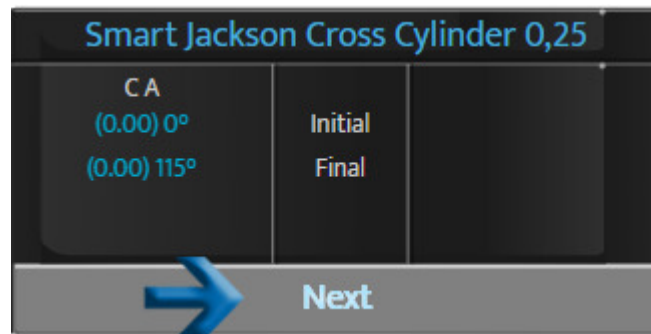 Smart Jackson Cross Cylinder 0,25
C A
(0.00) 0º Initial
(0.00) 115º Final
Next